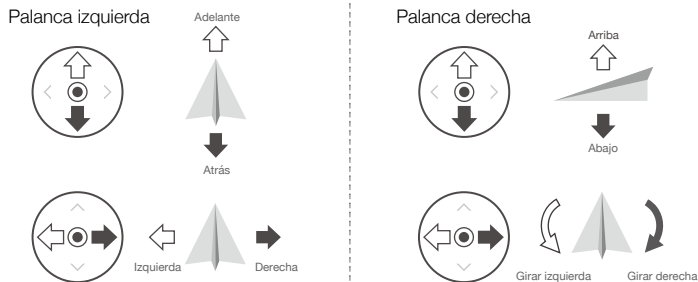 Palanca izquierda
Adelante
Atrás
Izquierda
Derecha
Palanca derecha
Arriba
Abajo
Girar izquierda
Girar derecha